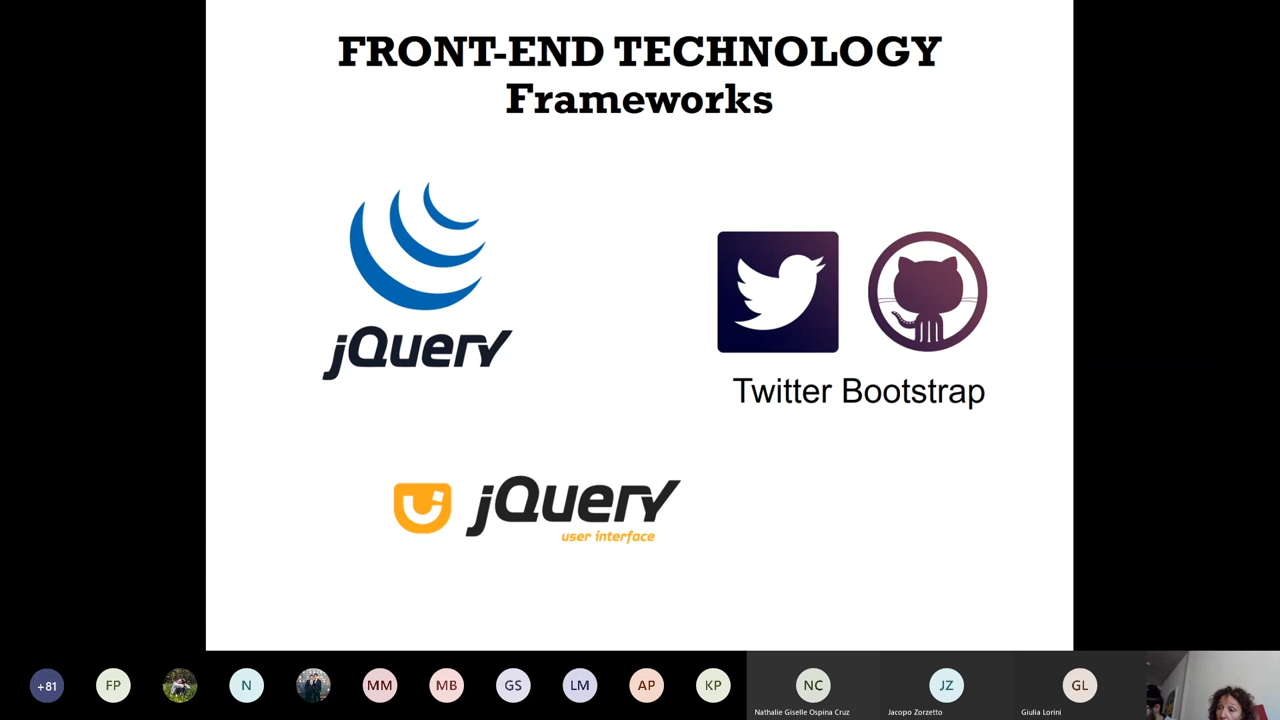 FRONT-END TECHNOLOGY
Frameworks
jQuery
Twitter Bootstrap
ui jQuery
user interface
+81 FP N MM MB GS LM AP KP NC JZ GL
Nathalie Giselle Ospina Cruz Jacopo Zorzetto Giulia Lorini